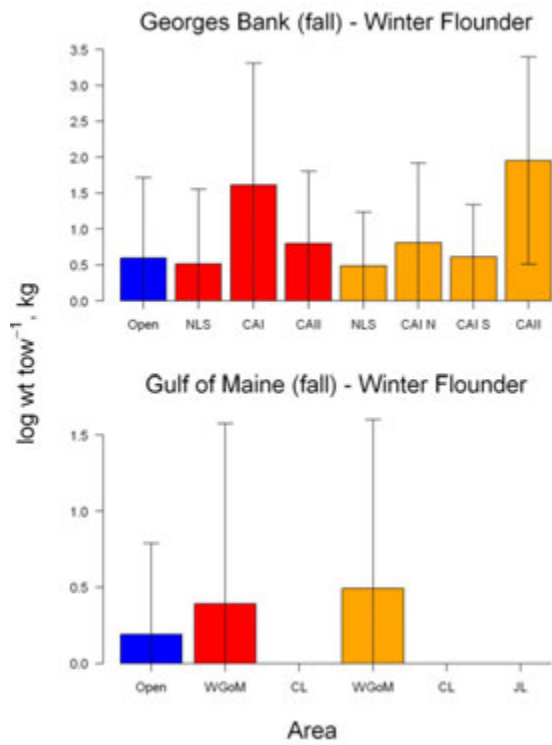 Georges Bank (fall) - Winter Flounder
3.5
3.0
2.5
2.0
1.5
1.0
0.5
0.0
Open NLS CAI CAII NLS CAI N CAI S CAII
log wt tow⁻¹, kg
Gulf of Maine (fall) - Winter Flounder
1.5
1.0
0.5
0.0
Open WGoM CL WGoM CL JL
Area